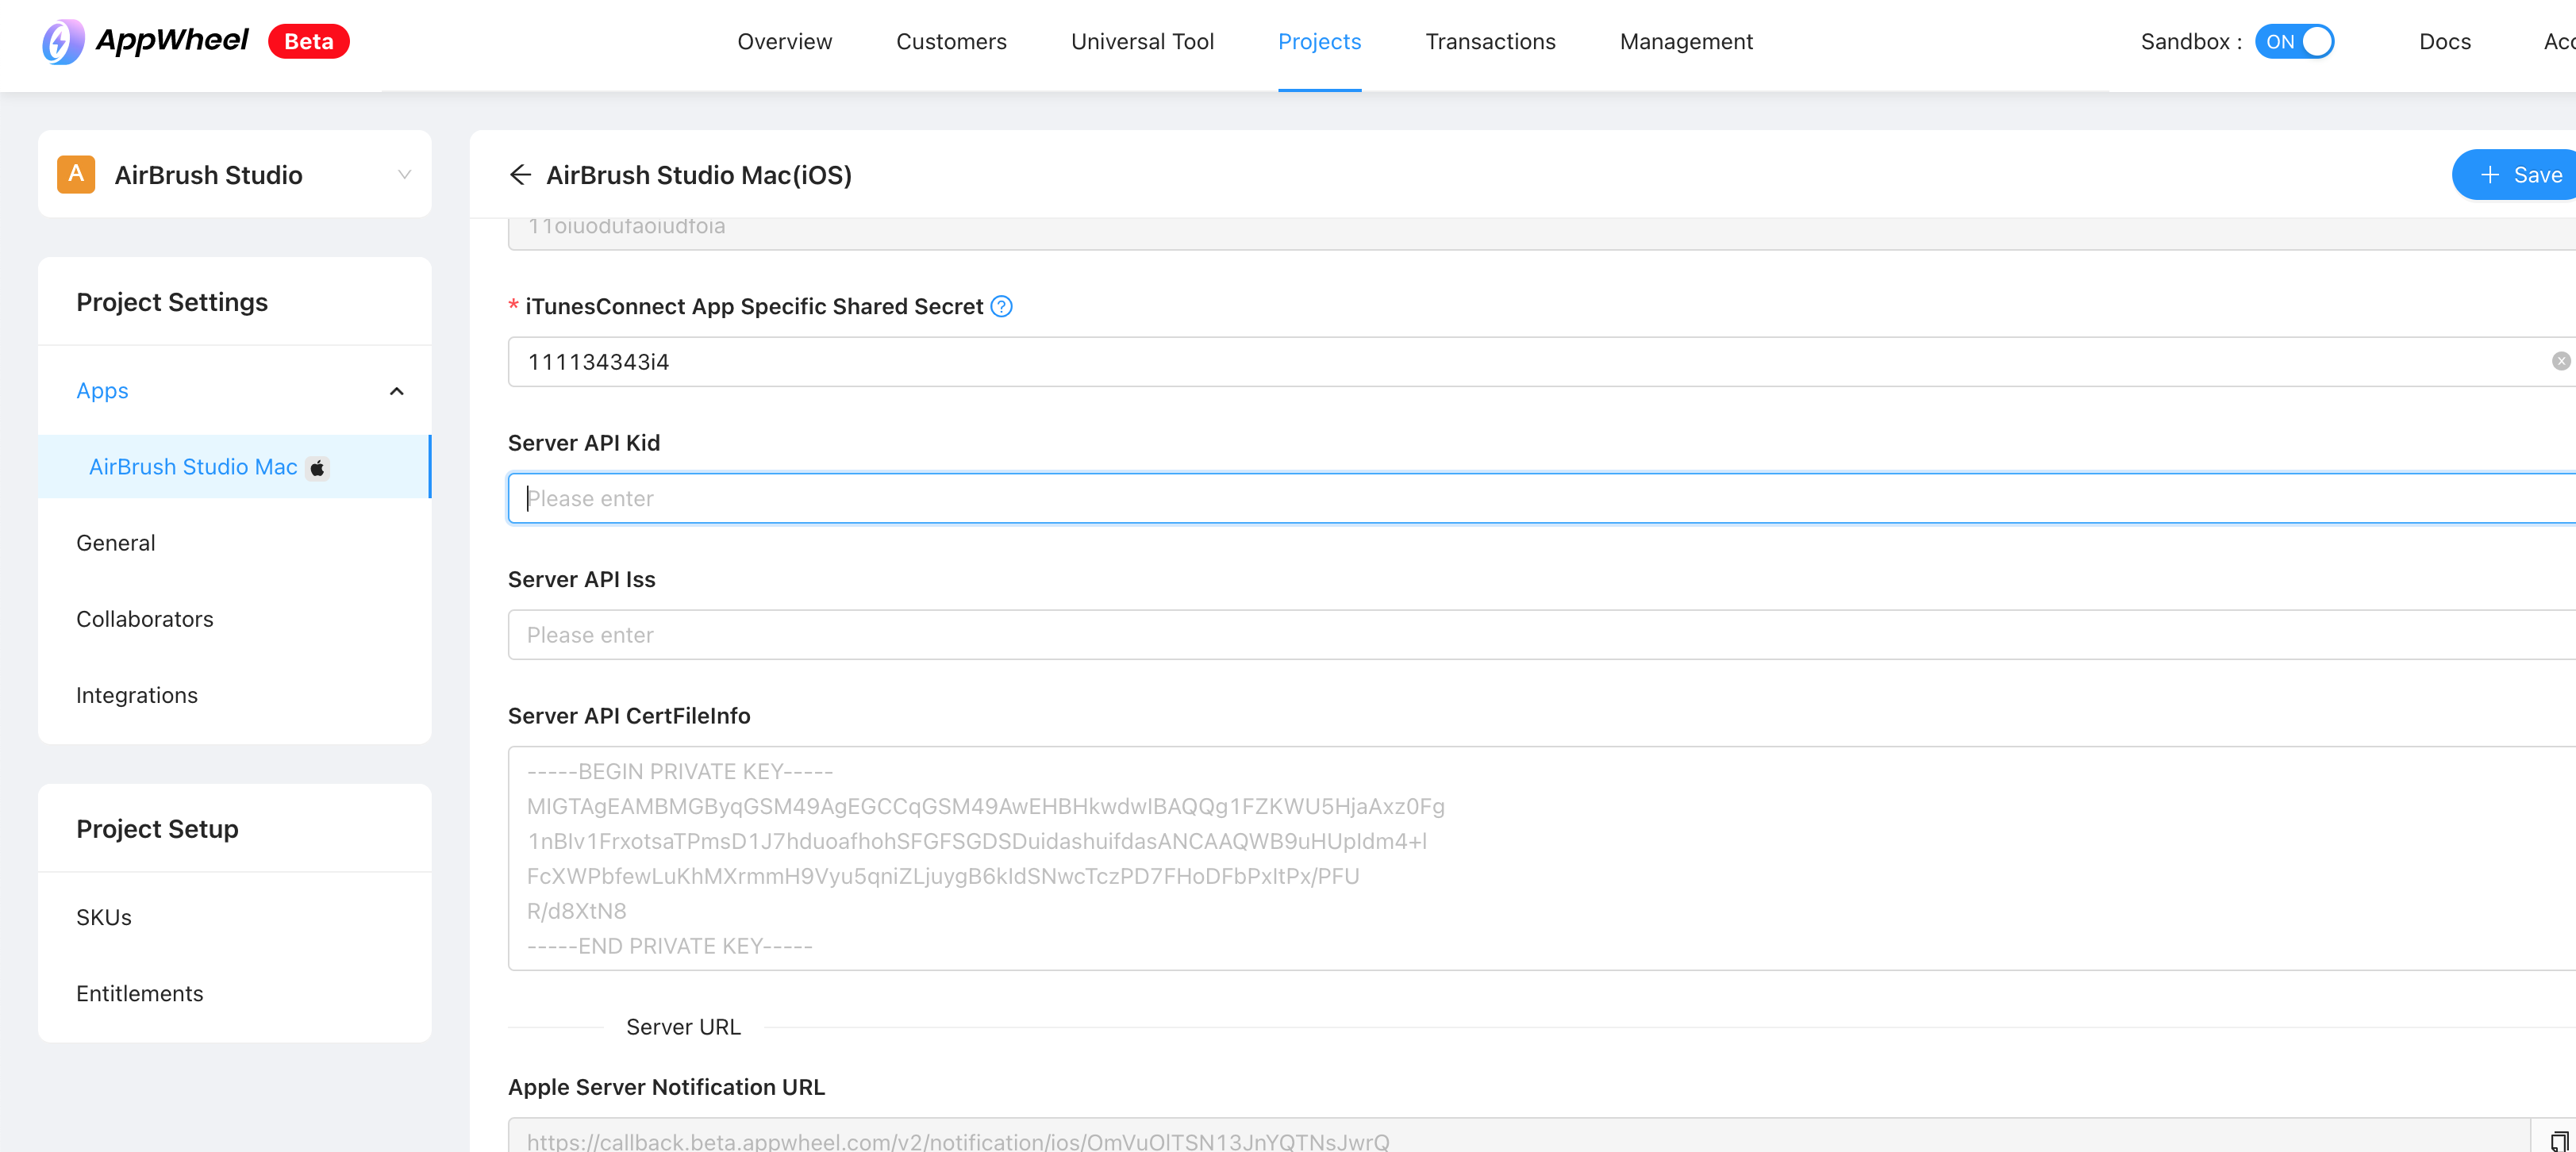 AppWheel Beta Overview Customers Universal Tool Projects Transactions Management Sandbox : ON Docs
A AirBrush Studio
AirBrush Studio Mac(iOS)
+ Save
11oiuodufaoiudfoia
Project Settings
* iTunesConnect App Specific Shared Secret ?
111134343i4
Apps
Server API Kid
AirBrush Studio Mac
Please enter
General
Server API Iss
Collaborators
Please enter
Integrations
Server API CertFileInfo
-----BEGIN PRIVATE KEY-----
MIGTAgEAMBMGByqGSM49AgEGCCqGSM49AwEHBHkwdwIBAQQg1FZKWU5HjaAxz0Fg
1nBlv1FrxotsaTPmsD1J7hduoafhohSFGFSGDSDuidashuifdasANCAAQWB9uHUpIdm4+l
FcXWPbfewLuKhMXrmmH9Vyu5qniZLjuygB6kIdSNwcTczPD7FHoDFbPxItPx/PFU
R/d8XtN8
-----END PRIVATE KEY-----
Project Setup
SKUs
Entitlements
Server URL
Apple Server Notification URL
https://callback.beta.appwheel.com/v2/notification/ios/OmVuOlTSN13JnYQTNsJwrQ